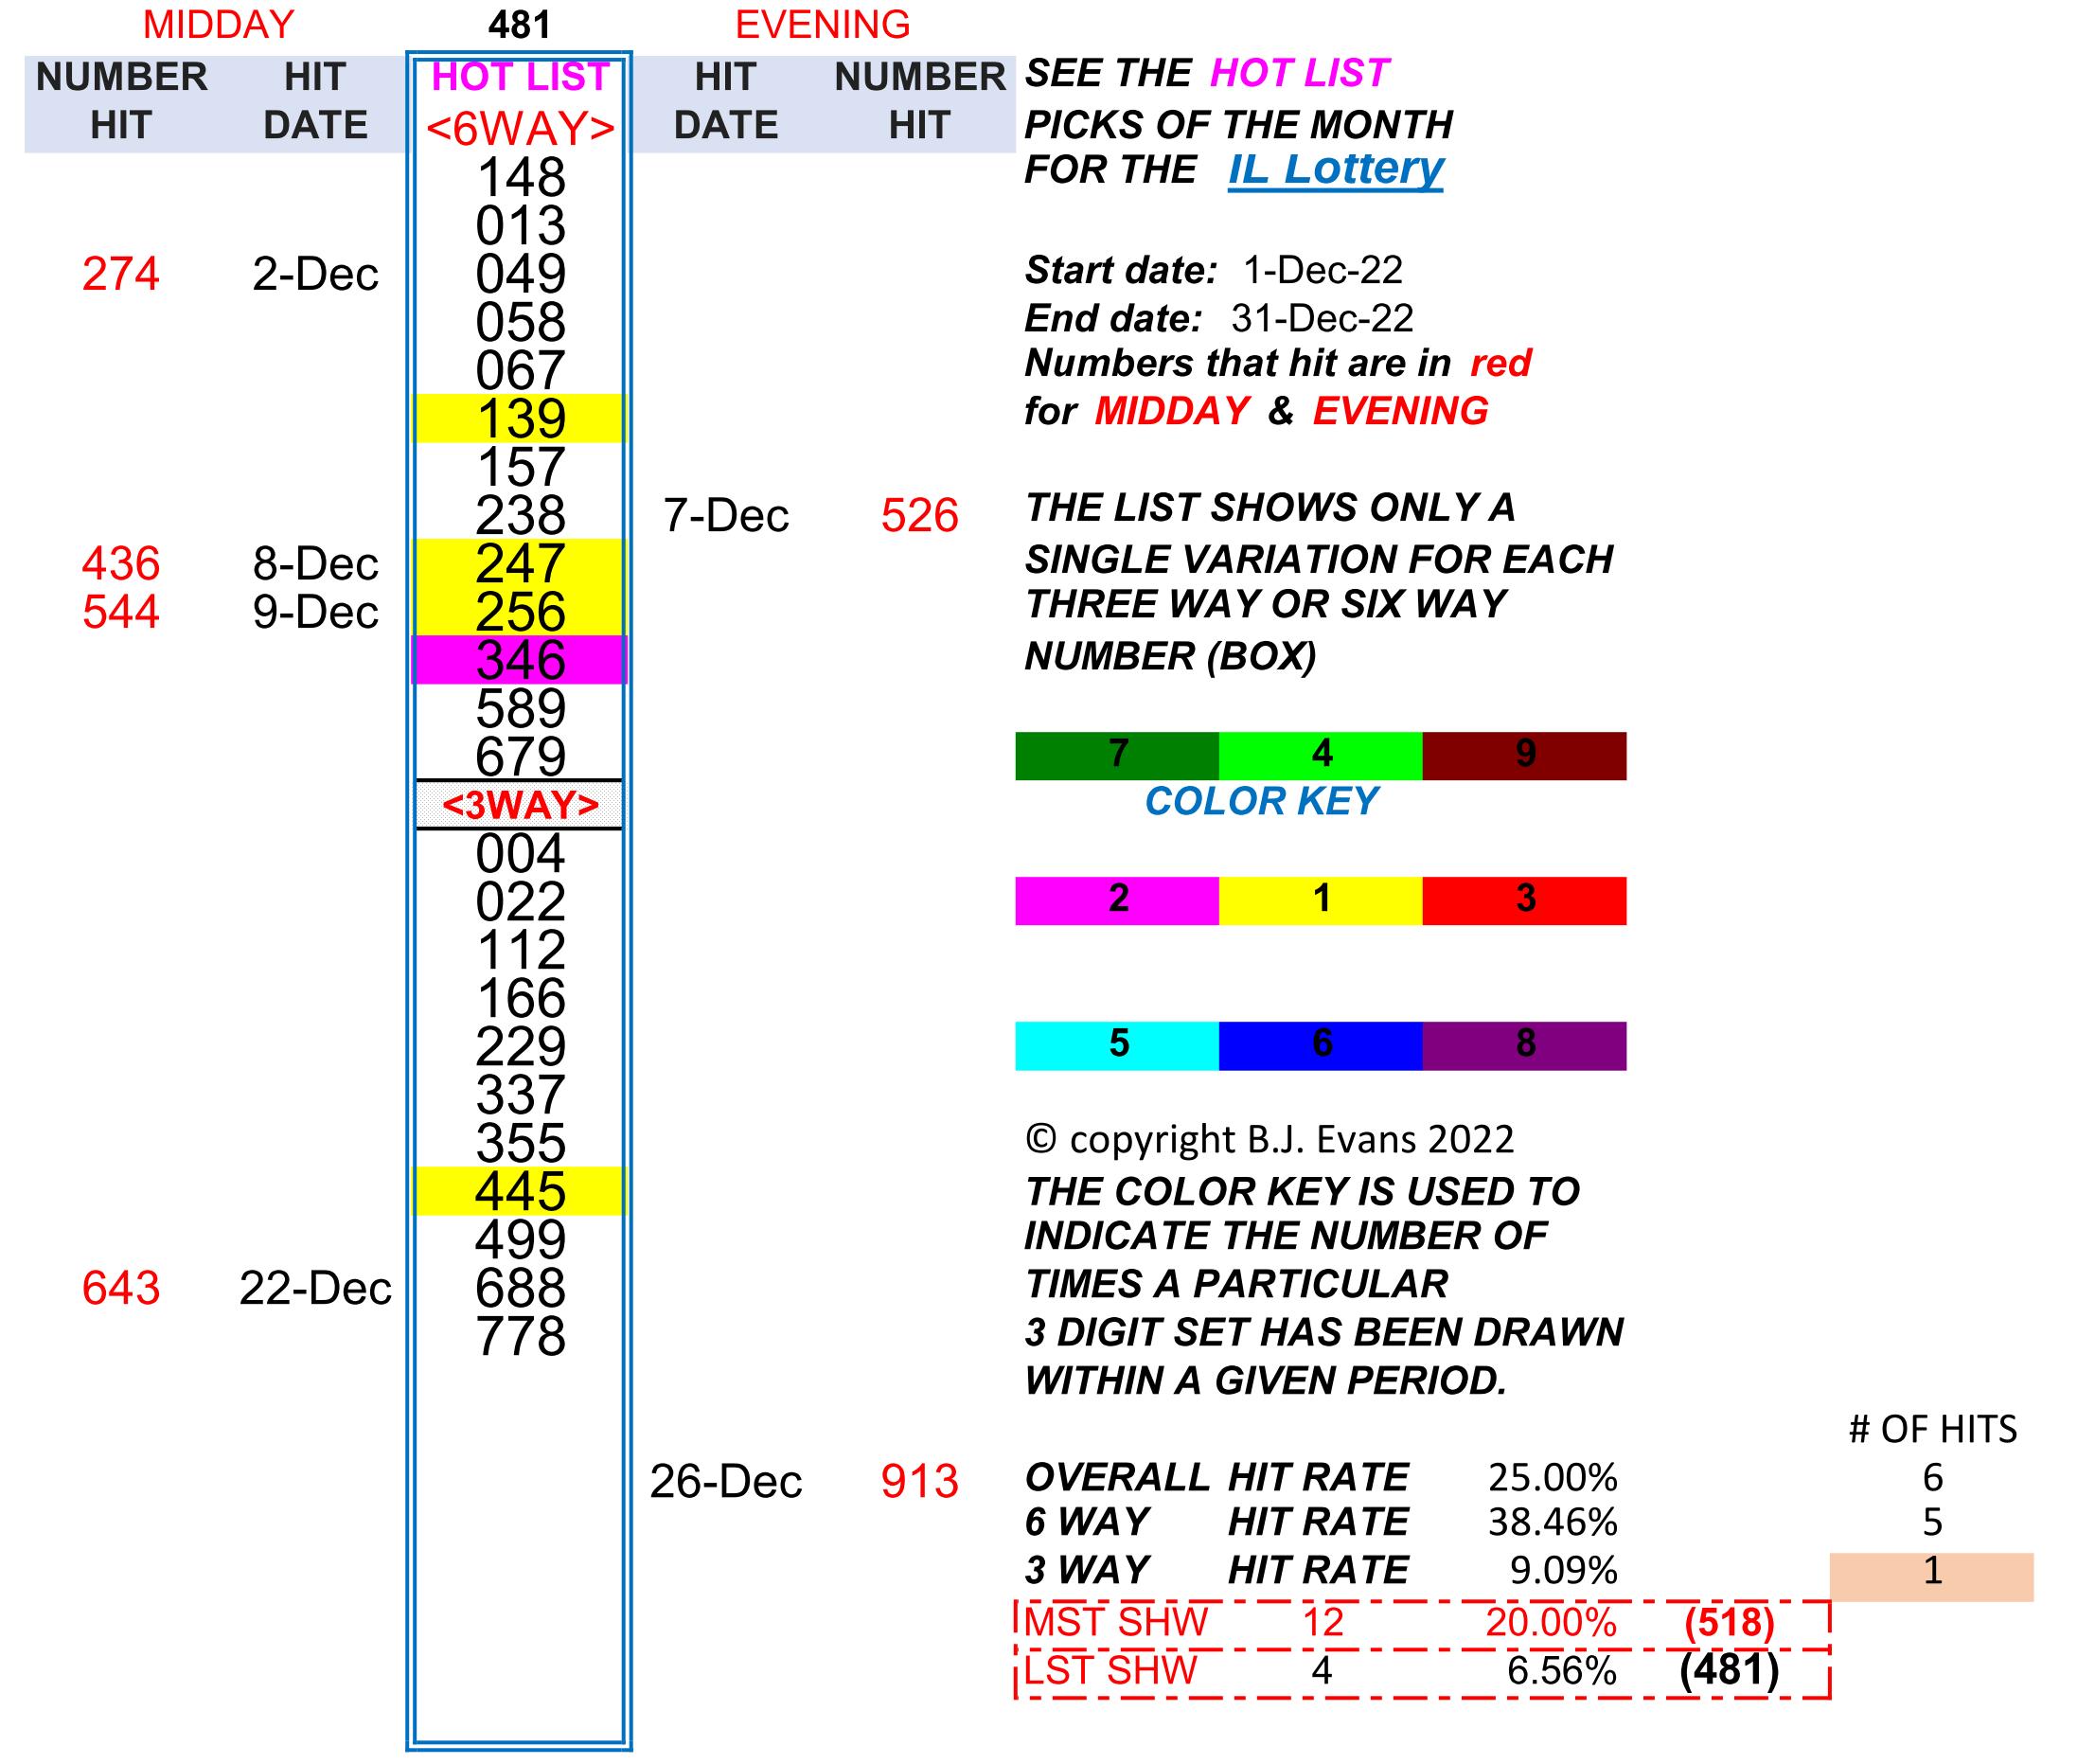 MIDDAY 481 EVENING
NUMBER HIT HOT LIST HIT NUMBER SEE THE HOT LIST
HIT DATE <6WAY> DATE HIT PICKS OF THE MONTH
148 FOR THE IL Lottery
013
274 2-Dec 049 Start date: 1-Dec-22
058 End date: 31-Dec-22
067 Numbers that hit are in red
139 for MIDDAY & EVENING
157
238 7-Dec 526 THE LIST SHOWS ONLY A
436 8-Dec 247 SINGLE VARIATION FOR EACH
544 9-Dec 256 THREE WAY OR SIX WAY
346 NUMBER (BOX)
589
679 7 4 9
<3WAY> COLOR KEY
004
022 2 1 3
112
166
229 5 6 8
337
355 © copyright B.J. Evans 2022
445 THE COLOR KEY IS USED TO
499 INDICATE THE NUMBER OF
643 22-Dec 688 TIMES A PARTICULAR
778 3 DIGIT SET HAS BEEN DRAWN
WITHIN A GIVEN PERIOD.
# OF HITS
26-Dec 913 OVERALL HIT RATE 25.00% 6
6 WAY HIT RATE 38.46% 5
3 WAY HIT RATE 9.09% 1
MST SHW 12 20.00% (518)
LST SHW 4 6.56% (481)